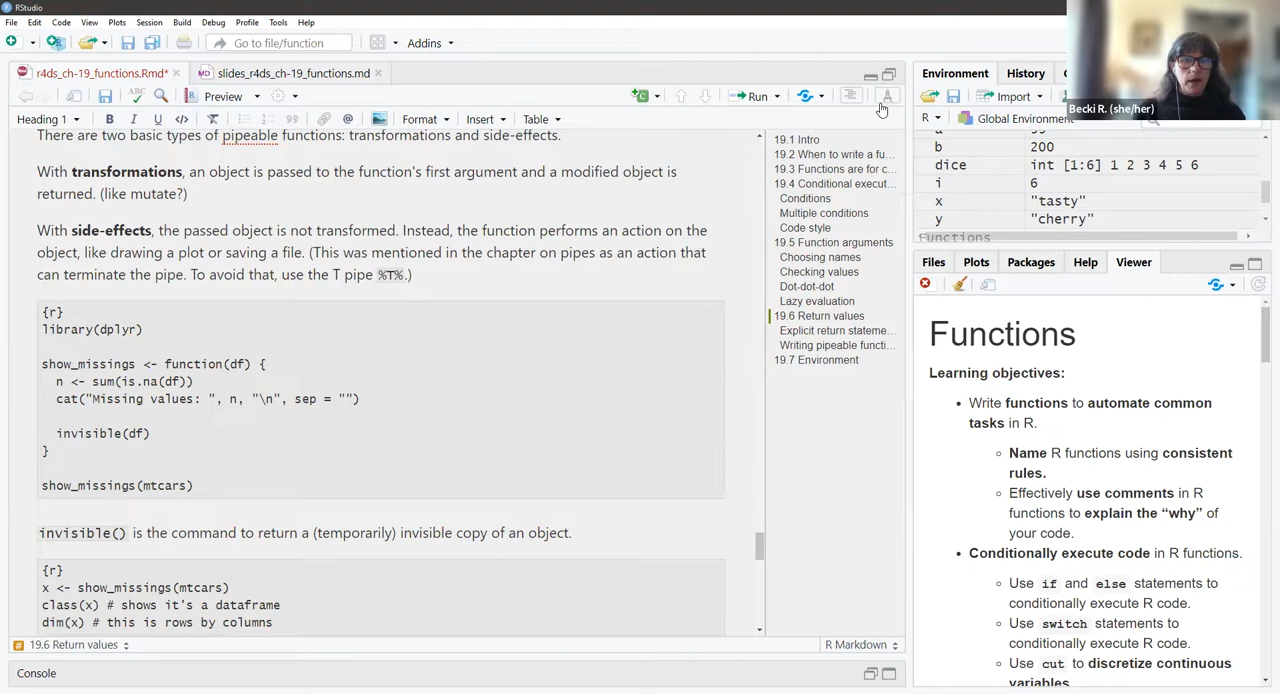 RStudio
File Edit Code View Plots Session Build Debug Profile Tools Help
Go to file/function Addins
r4ds_ch-19_functions.Rmd* slides_r4ds_ch-19_functions.md
ABC Preview Run
Heading 1 B I U </> Format Insert Table
There are two basic types of pipeable functions: transformations and side-effects.
With transformations, an object is passed to the function's first argument and a modified object is
returned. (like mutate?)
With side-effects, the passed object is not transformed. Instead, the function performs an action on the
object, like drawing a plot or saving a file. (This was mentioned in the chapter on pipes as an action that
can terminate the pipe. To avoid that, use the T pipe %T%.)
{r}
library(dplyr)
show_missings <- function(df) {
n <- sum(is.na(df))
cat("Missing values: ", n, "\n", sep = "")
invisible(df)
}
show_missings(mtcars)
invisible() is the command to return a (temporarily) invisible copy of an object.
{r}
x <- show_missings(mtcars)
class(x) # shows it's a dataframe
dim(x) # this is rows by columns
19.6 Return values R Markdown
Console
19.1 Intro
19.2 When to write a fu...
19.3 Functions are for c...
19.4 Conditional execut...
Conditions
Multiple conditions
Code style
19.5 Function arguments
Choosing names
Checking values
Dot-dot-dot
Lazy evaluation
19.6 Return values
Explicit return stateme...
Writing pipeable functi...
19.7 Environment
Environment History
Import
R Global Environment
b 200
dice int [1:6] 1 2 3 4 5 6
i 6
x "tasty"
y "cherry"
Functions
Becki R. (she/her)
Files Plots Packages Help Viewer
Functions
Learning objectives:
• Write functions to automate common
tasks in R.
◦ Name R functions using consistent
rules.
◦ Effectively use comments in R
functions to explain the “why” of
your code.
• Conditionally execute code in R functions.
◦ Use if and else statements to
conditionally execute R code.
◦ Use switch statements to
conditionally execute R code.
◦ Use cut to discretize continuous
variables.